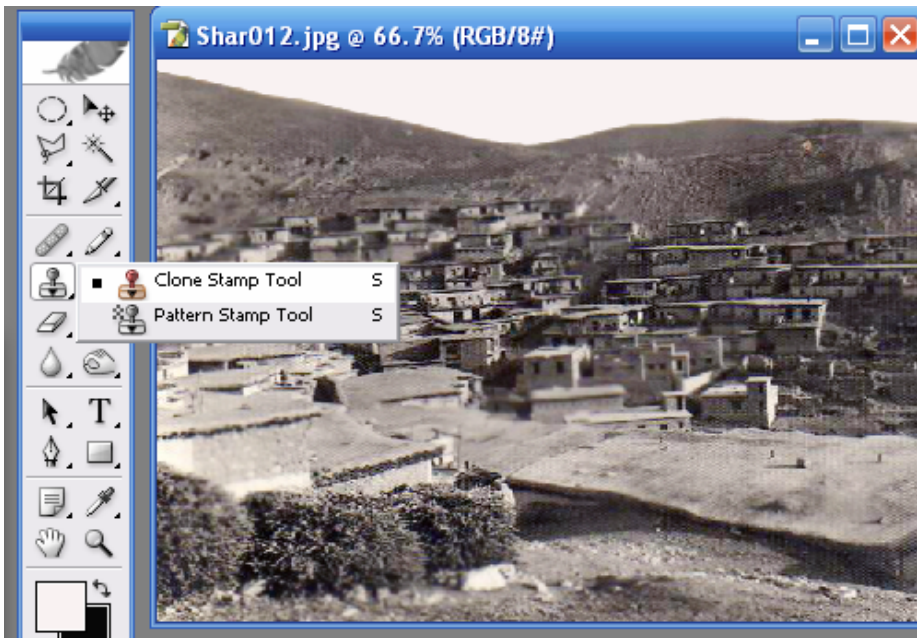 Shar012.jpg @ 66.7% (RGB/8#)
Clone Stamp Tool S
Pattern Stamp Tool S
T